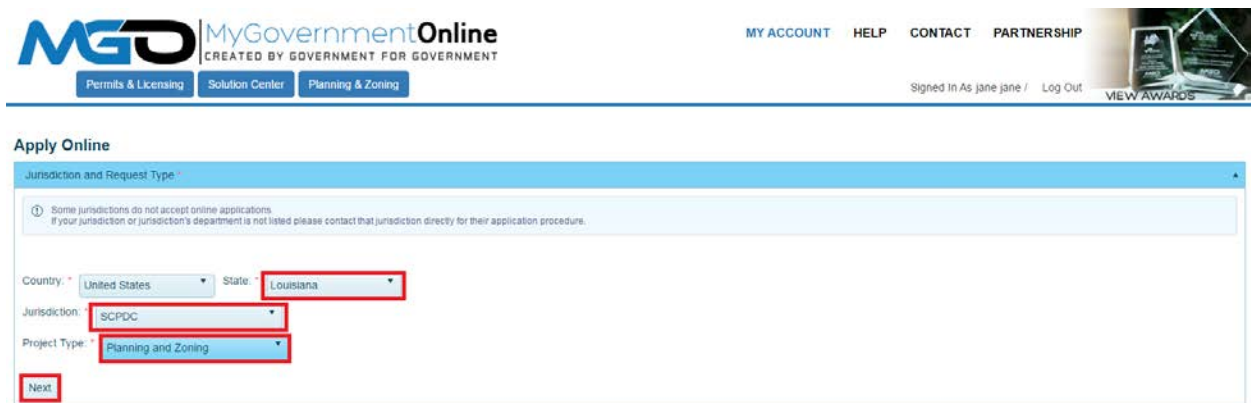 MGO MyGovernmentOnline
CREATED BY GOVERNMENT FOR GOVERNMENT
MY ACCOUNT HELP CONTACT PARTNERSHIP
Permits & Licensing Solution Center Planning & Zoning
Signed In As jane jane / Log Out
VIEW AWARDS
Apply Online
Jurisdiction and Request Type *
Some jurisdictions do not accept online applications.
If your jurisdiction or jurisdiction's department is not listed please contact that jurisdiction directly for their application procedure.
Country: * United States State: * Louisiana
Jurisdiction: * SCPDC
Project Type: * Planning and Zoning
Next